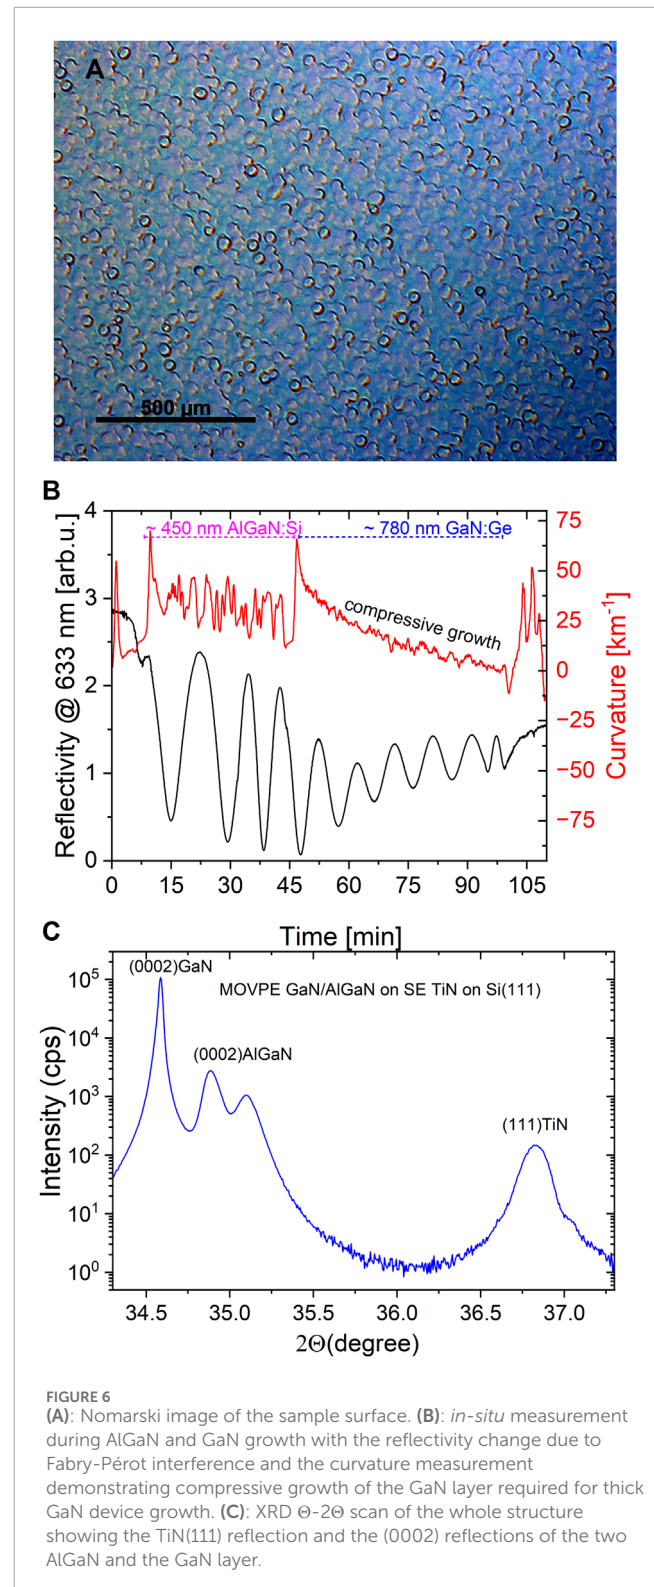 A
500 µm
B
~ 450 nm AlGaN:Si
~ 780 nm GaN:Ge
compressive growth
4
3
2
1
0
Reflectivity @ 633 nm [arb.u.]
75
50
25
0
−25
−50
−75
Curvature [km⁻¹]
0 15 30 45 60 75 90 105
Time [min]
C
(0002)GaN
MOVPE GaN/AlGaN on SE TiN on Si(111)
(0002)AlGaN
(111)TiN
10⁵
10⁴
10³
10²
10¹
10⁰
Intensity (cps)
34.5 35.0 35.5 36.0 36.5 37.0
2Θ(degree)
FIGURE 6
(A): Nomarski image of the sample surface. (B): in-situ measurement
during AlGaN and GaN growth with the reflectivity change due to
Fabry-Pérot interference and the curvature measurement
demonstrating compressive growth of the GaN layer required for thick
GaN device growth. (C): XRD Θ-2Θ scan of the whole structure
showing the TiN(111) reflection and the (0002) reflections of the two
AlGaN and the GaN layer.